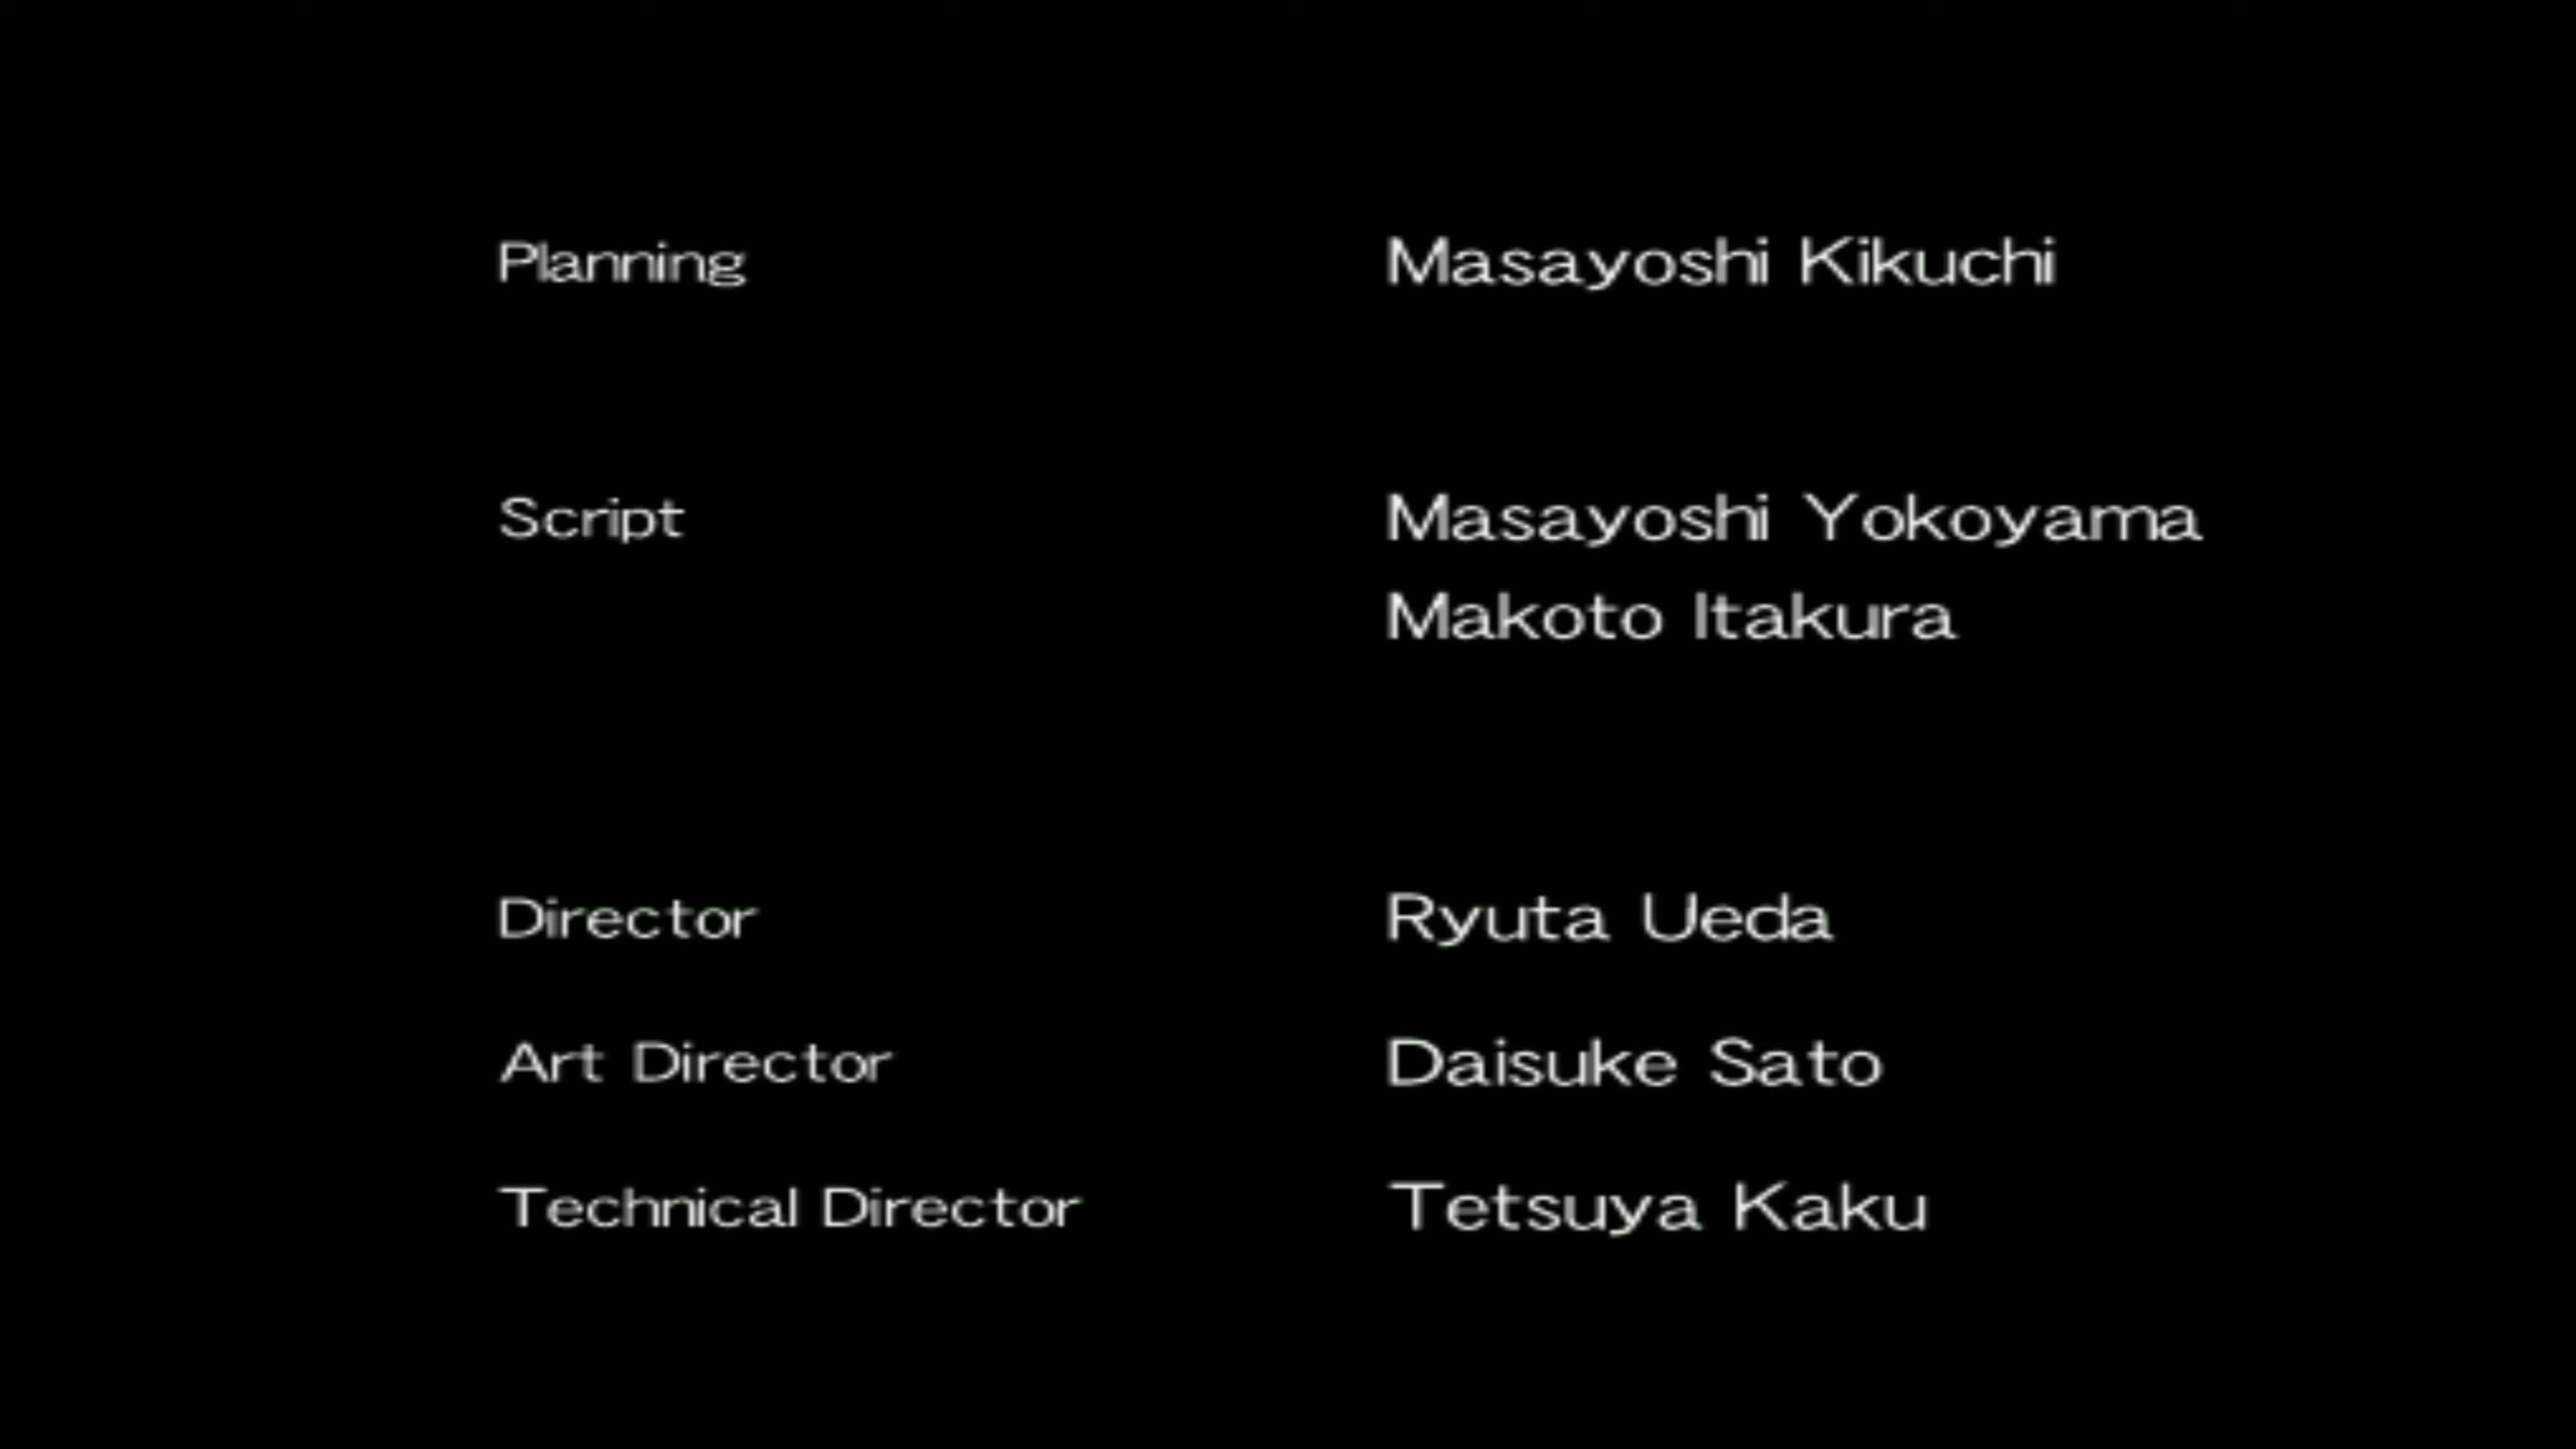 Planning Masayoshi Kikuchi
Script Masayoshi Yokoyama
Makoto Itakura
Director Ryuta Ueda
Art Director Daisuke Sato
Technical Director Tetsuya Kaku